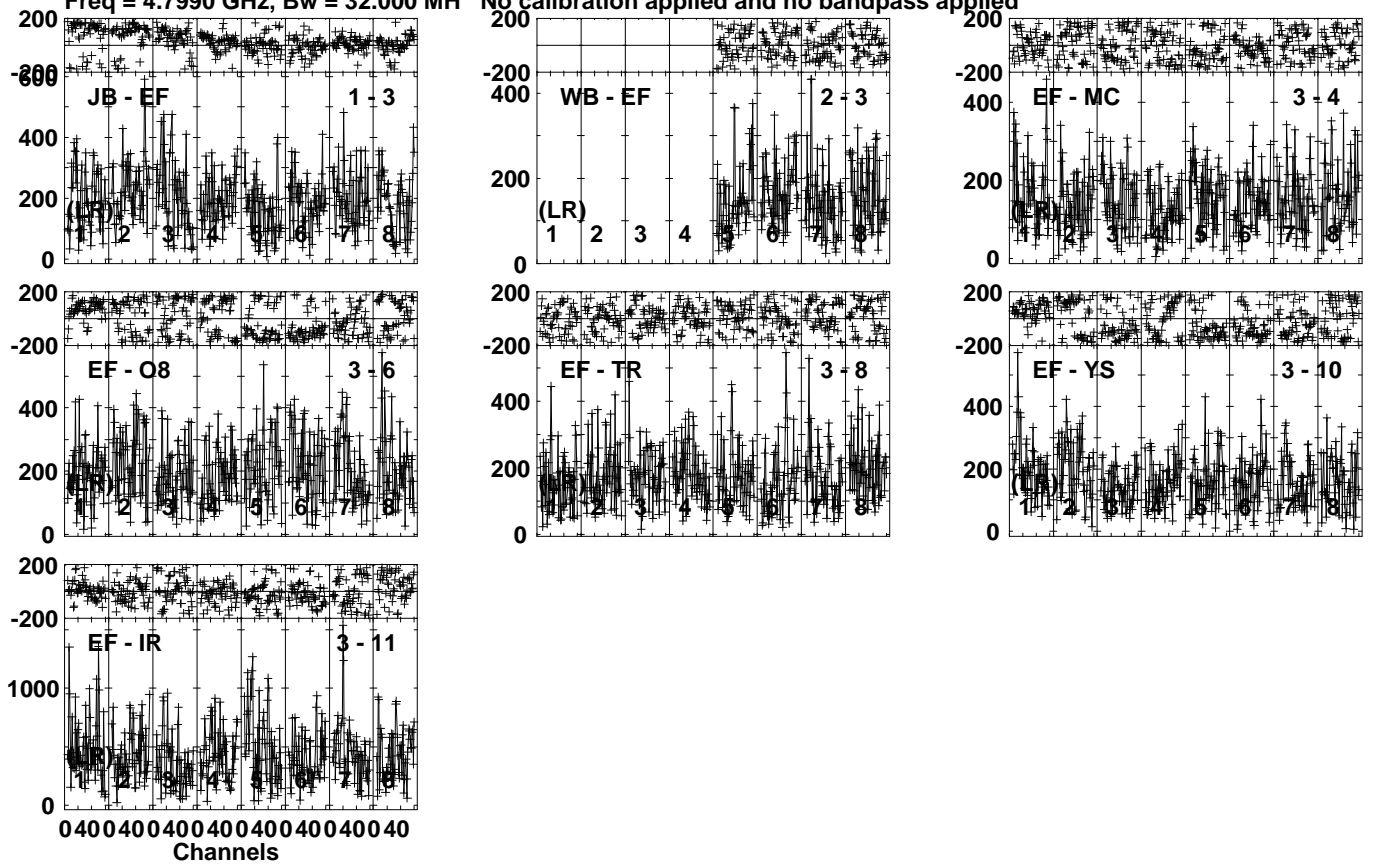 Freq = 4.7990 GHz, Bw = 32.000 MH No calibration applied and no bandpass applied
200
-200
600
400
200
0
JB - EF 1 - 3
(LR)
1 2 3 4 5 6 7 8
200
-200
400
200
0
WB - EF 2 - 3
(LR)
1 2 3 4 5 6 7 8
200
-200
400
200
0
EF - MC 3 - 4
(LR)
1 2 3 4 5 6 7 8
200
-200
400
200
0
EF - O8 3 - 6
(LR)
1 2 3 4 5 6 7 8
200
-200
400
200
0
EF - TR 3 - 8
(LR)
1 2 3 4 5 6 7 8
200
-200
400
200
0
EF - YS 3 - 10
(LR)
1 2 3 4 5 6 7 8
200
-200
1000
0
EF - IR 3 - 11
(LR)
1 2 3 4 5 6 7 8
0 40 0 40 0 40 0 40 0 40 0 40 0 40 0 40
Channels